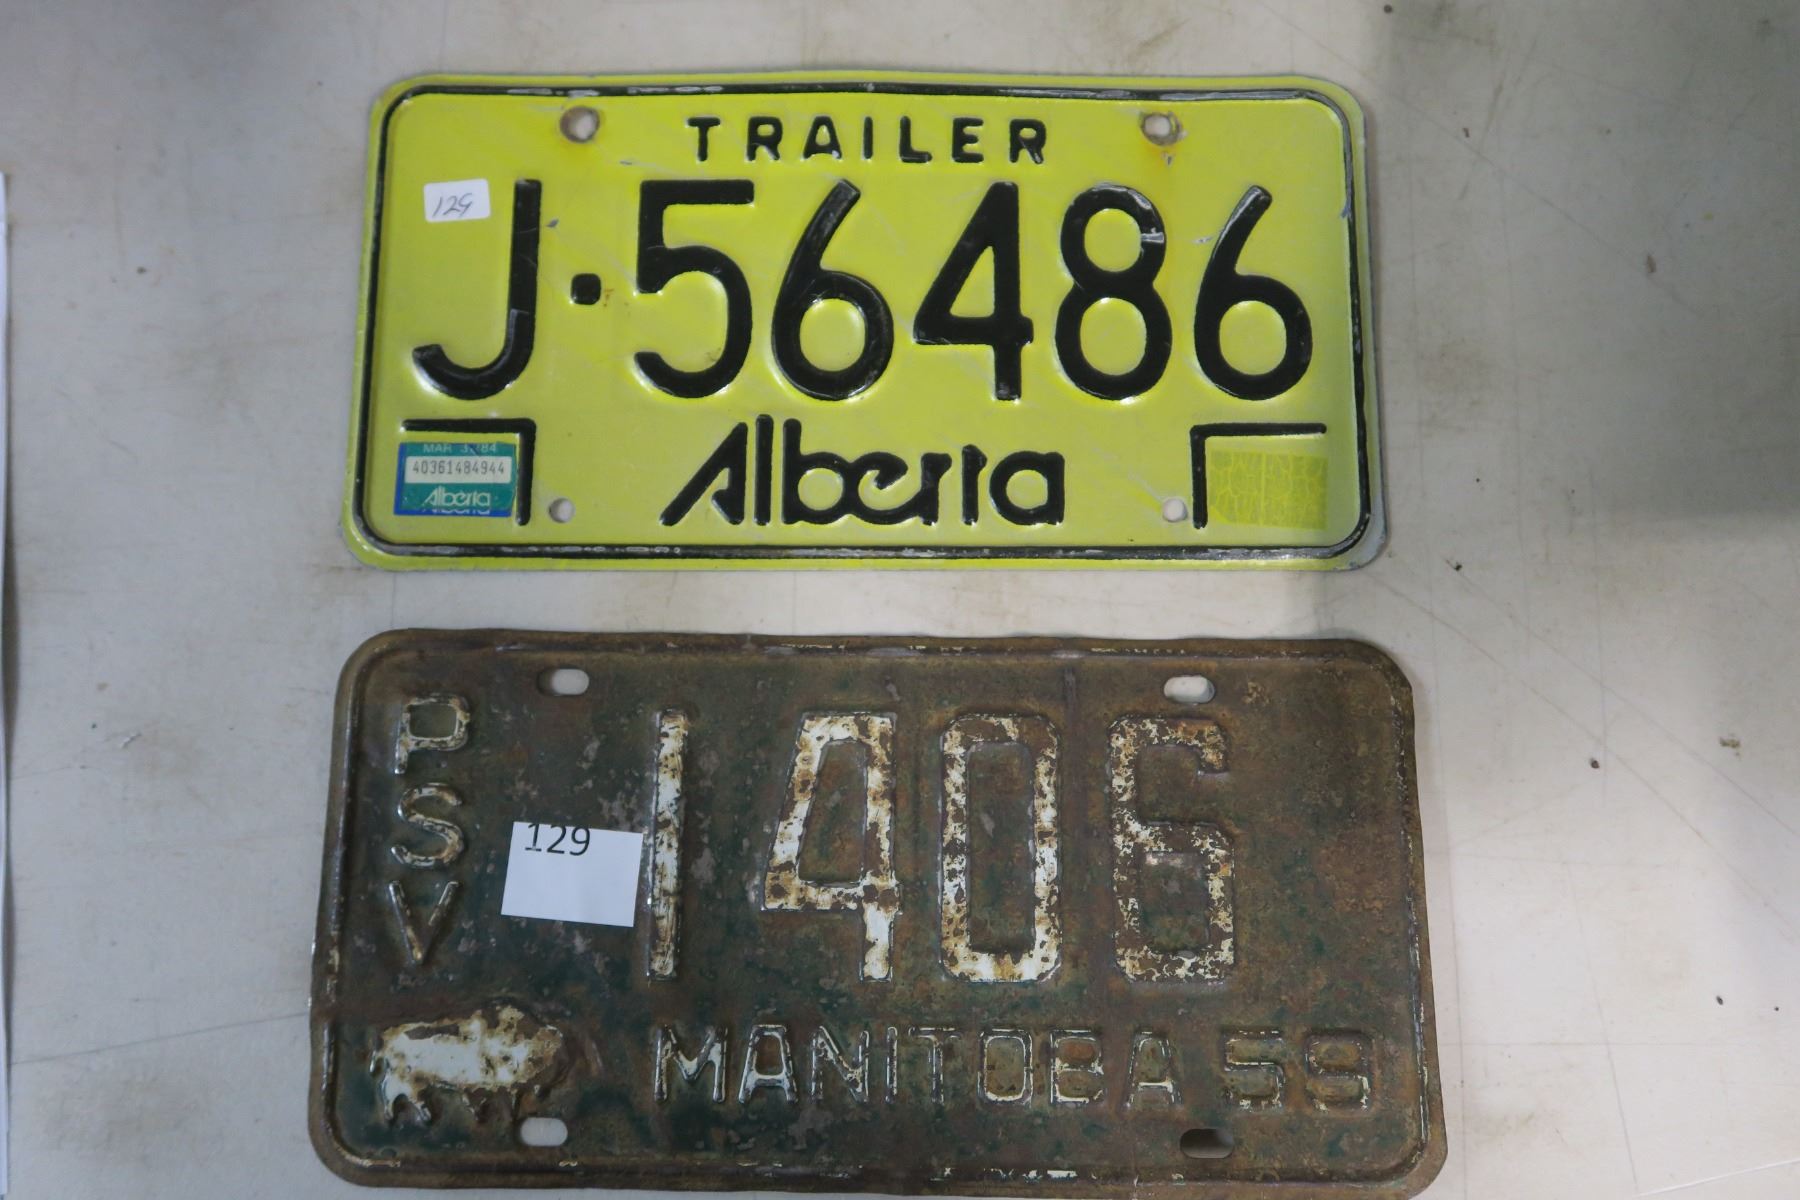 TRAILER
129
J·56486
MAR 31/84
40361484944
Alberta
Alberta
PSV
129
1406
MANITOBA 59